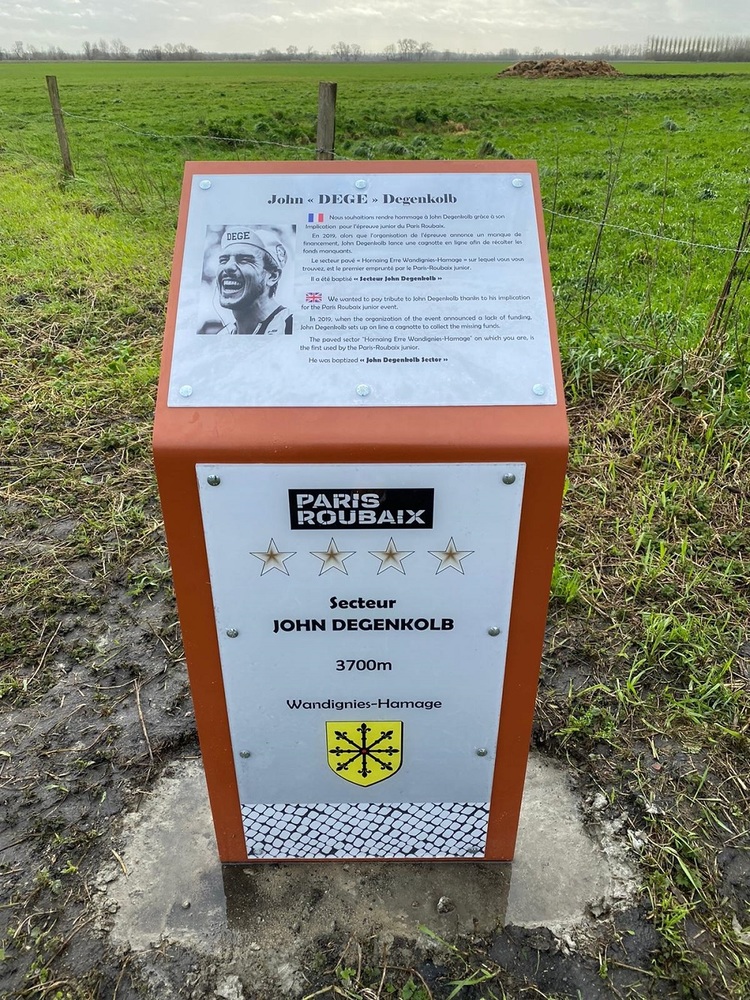 John « DEGE » Degenkolb
DEGE
Nous souhaitions rendre hommage à John Degenkolb grâce à son
implication pour l'épreuve junior du Paris Roubaix.
En 2019, alors que l'organisation de l'épreuve annonce un manque de
financement, John Degenkolb lance une cagnotte en ligne afin de récolter les
fonds manquants.
Le secteur pavé « Hornaing Erre Wandignies-Hamage » sur lequel vous vous
trouvez, est le premier emprunté par le Paris-Roubaix junior.
Il a été baptisé « Secteur John Degenkolb »
We wanted to pay tribute to John Degenkolb thanks to his implication
for the Paris Roubaix junior event.
In 2019, when the organization of the event announced a lack of funding,
John Degenkolb sets up on line a cagnotte to collect the missing funds.
The paved sector "Hornaing Erre Wandignies-Hamage" on which you are, is
the first used by the Paris-Roubaix junior.
He was baptized « John Degenkolb Sector »
PARIS
ROUBAIX
Secteur
JOHN DEGENKOLB
3700m
Wandignies-Hamage